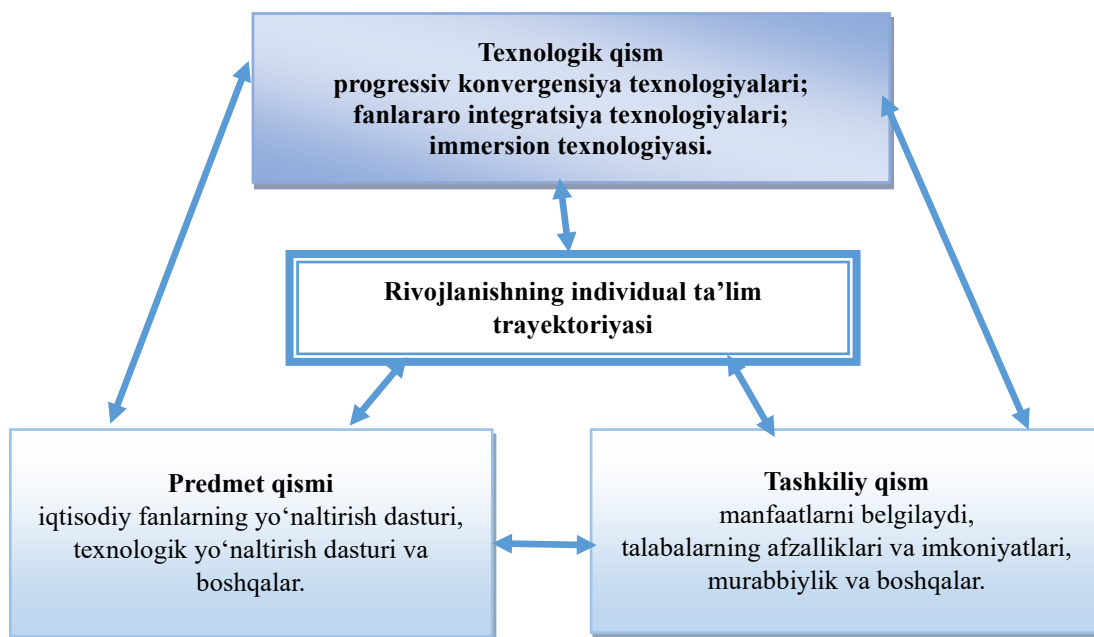 Texnologik qism
progressiv konvergensiya texnologiyalari;
fanlararo integratsiya texnologiyalari;
immersion texnologiyasi.
Rivojlanishning individual ta’lim
trayektoriyasi
Predmet qismi
iqtisodiy fanlarning yo‘naltirish dasturi,
texnologik yo‘naltirish dasturi va
boshqalar.
Tashkiliy qism
manfaatlarni belgilaydi,
talabalarning afzalliklari va imkoniyatlari,
murabbiylik va boshqalar.